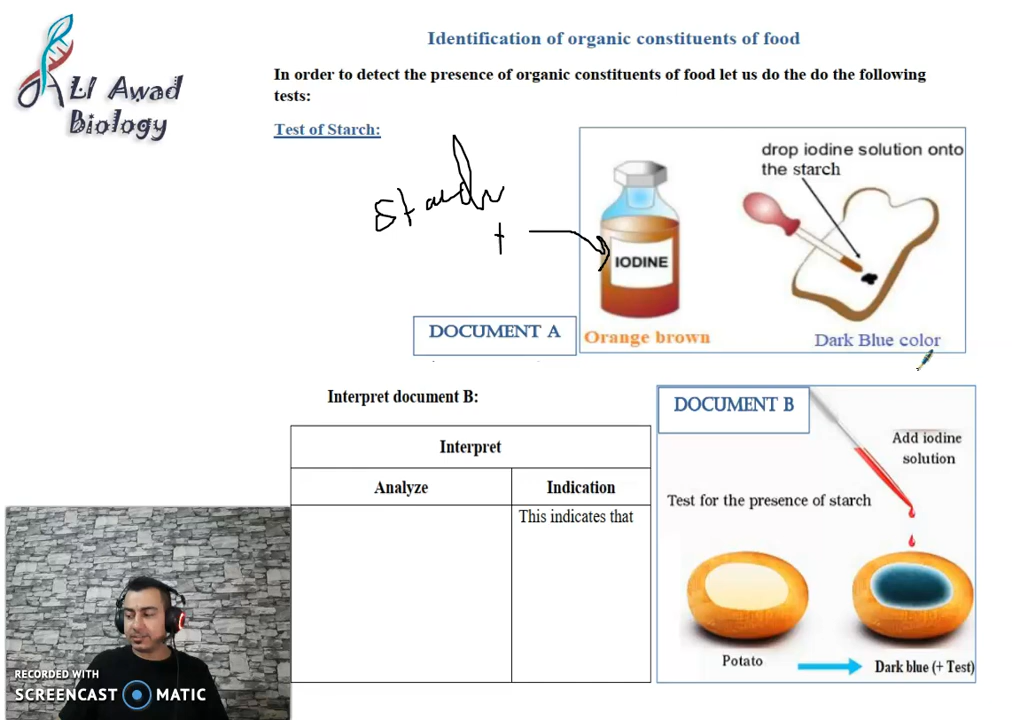 ALI Awad
Biology
Identification of organic constituents of food
In order to detect the presence of organic constituents of food let us do the do the following
tests:
Test of Starch:
starch
+
drop iodine solution onto
the starch
IODINE
DOCUMENT A
Orange brown
Dark Blue color
Interpret document B:
Interpret
Analyze
Indication
This indicates that
DOCUMENT B
Add iodine
solution
Test for the presence of starch
Potato
Dark blue (+ Test)
RECORDED WITH
SCREENCAST MATIC